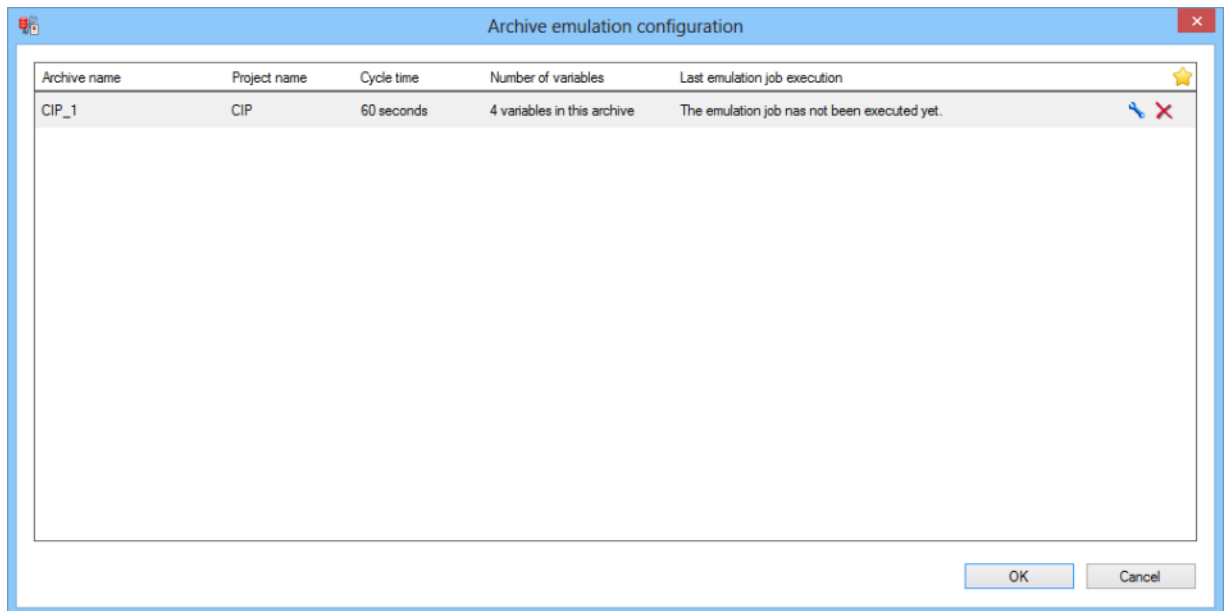 Archive emulation configuration
Archive name Project name Cycle time Number of variables Last emulation job execution
CIP_1 CIP 60 seconds 4 variables in this archive The emulation job nas not been executed yet.
OK Cancel